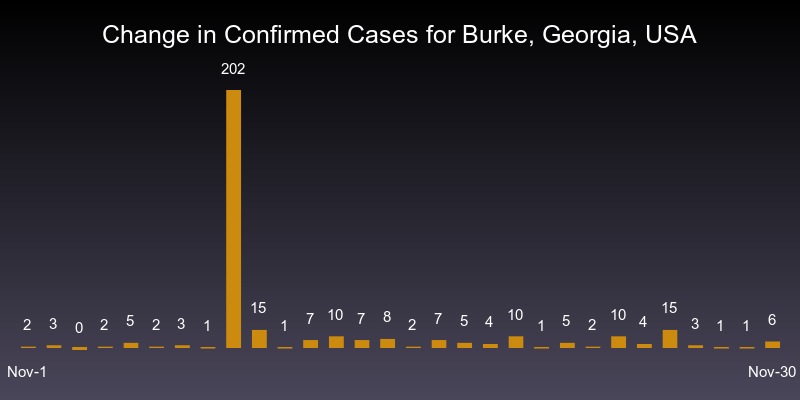 Change in Confirmed Cases for Burke, Georgia, USA
202
2 3 0 2 5 2 3 1 15 1 7 10 7 8 2 7 5 4 10 1 5 2 10 4 15 3 1 1 6
Nov-1 Nov-30